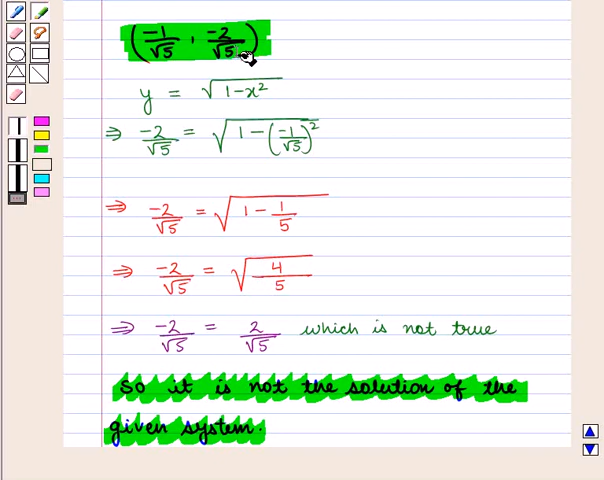 (-1/√5 , -2/√5)
y = √(1-x²)
⇒ -2/√5 = √(1-(-1/√5)²)
⇒ -2/√5 = √(1 - 1/5)
⇒ -2/√5 = √(4/5)
⇒ -2/√5 = 2/√5 which is not true
So it is not the solution of the
given system.